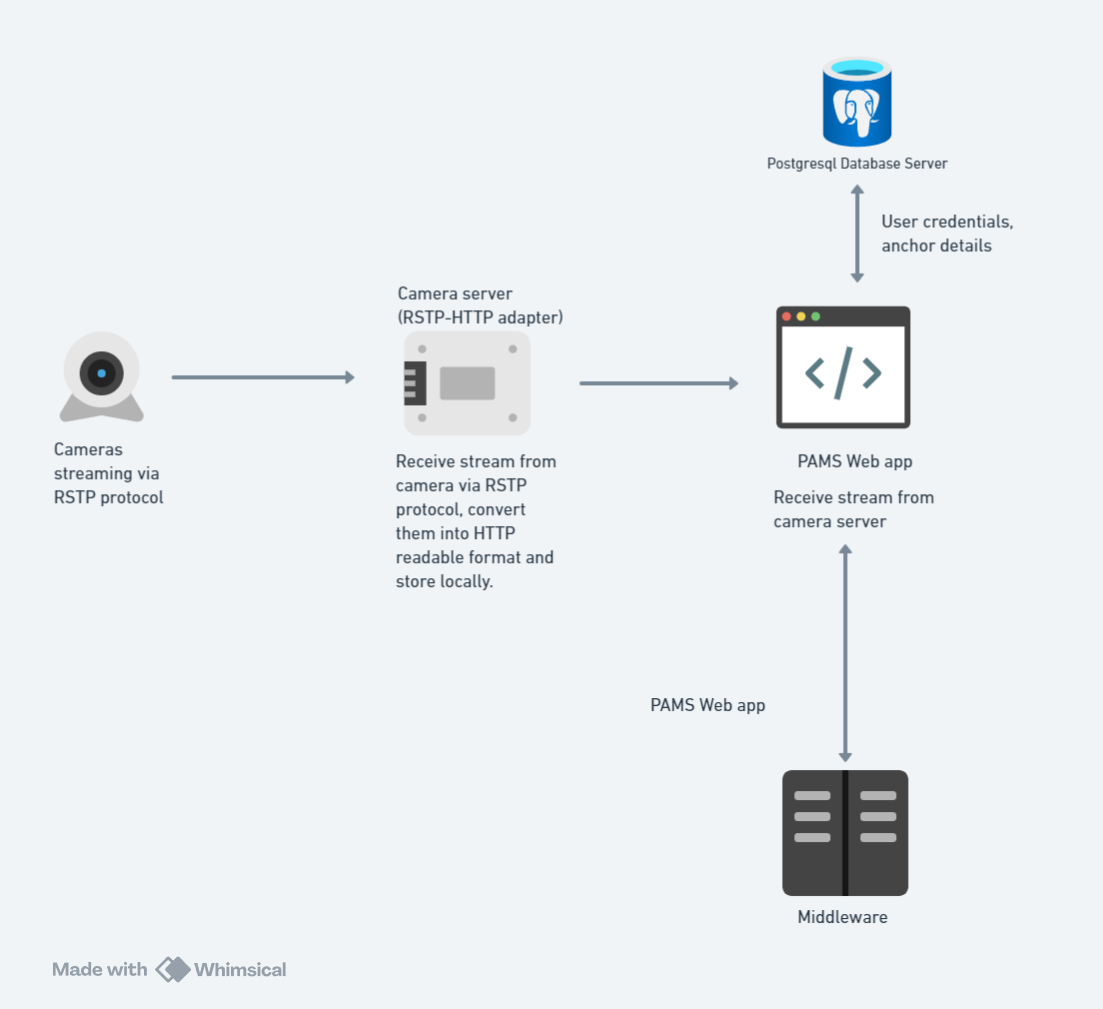 Postgresql Database Server
User credentials,
anchor details
Camera server
(RSTP-HTTP adapter)
Cameras
streaming via
RSTP protocol
Receive stream from
camera via RSTP
protocol, convert
them into HTTP
readable format and
store locally.
PAMS Web app
Receive stream from
camera server
PAMS Web app
Middleware
Made with Whimsical